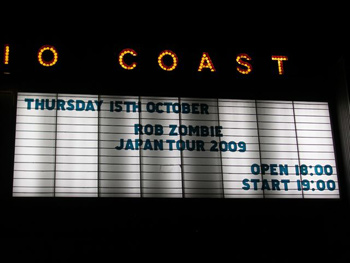 IO COAST
THURSDAY 15TH OCTOBER
ROB ZOMBIE
JAPAN TOUR 2009
OPEN 18:00
START 19:00